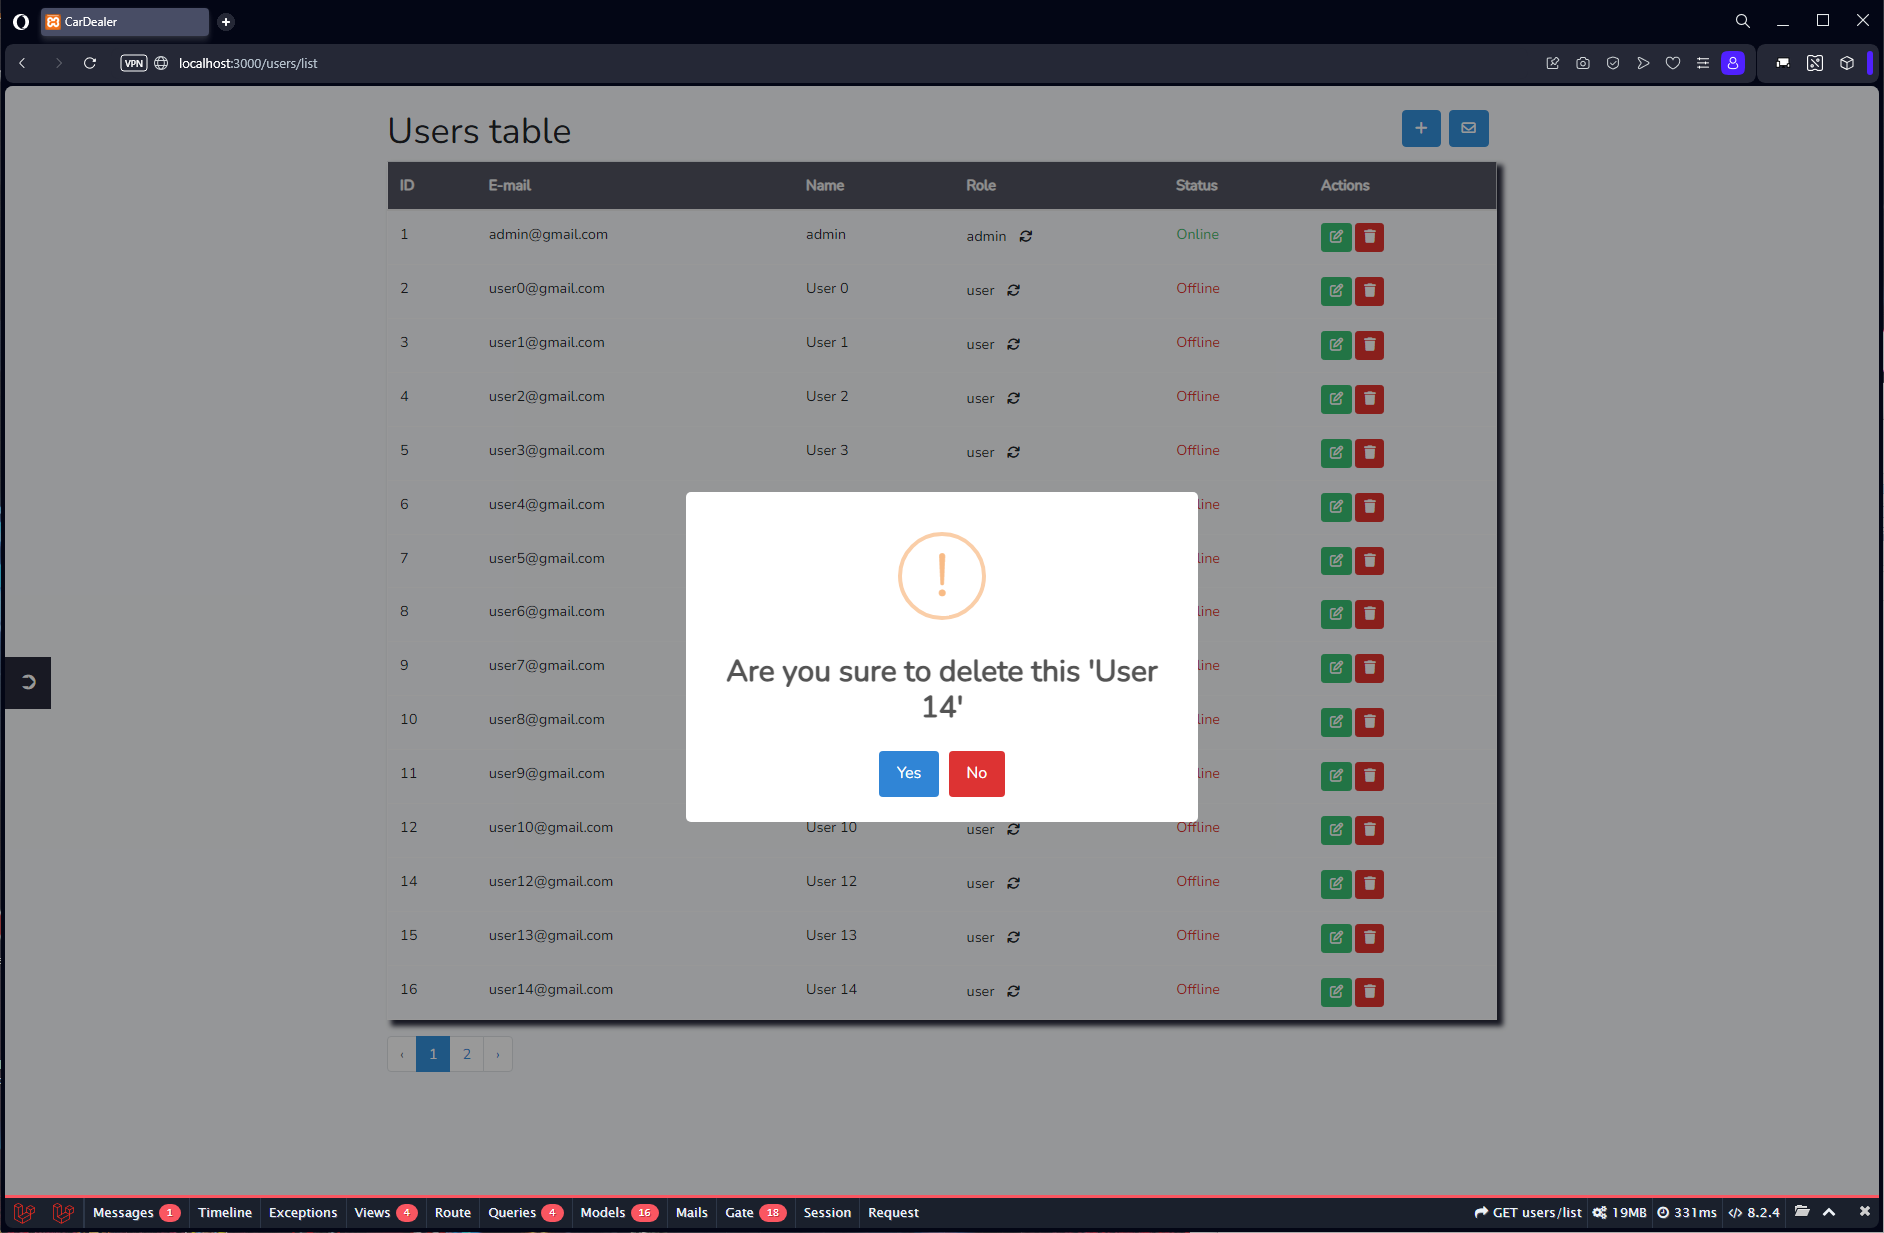 CarDealer
VPN localhost:3000/users/list
Users table
ID E-mail Name Role Status Actions
1 admin@gmail.com admin admin Online
2 user0@gmail.com User 0 user Offline
3 user1@gmail.com User 1 user Offline
4 user2@gmail.com User 2 user Offline
5 user3@gmail.com User 3 user Offline
6 user4@gmail.com line
7 user5@gmail.com line
8 user6@gmail.com line
9 user7@gmail.com line
10 user8@gmail.com line
11 user9@gmail.com line
Are you sure to delete this 'User
14'
Yes No
12 user10@gmail.com User 10 user Offline
14 user12@gmail.com User 12 user Offline
15 user13@gmail.com User 13 user Offline
16 user14@gmail.com User 14 user Offline
‹ 1 2 ›
Messages 1 Timeline Exceptions Views 4 Route Queries 4 Models 16 Mails Gate 18 Session Request GET users/list 19MB 331ms 8.2.4